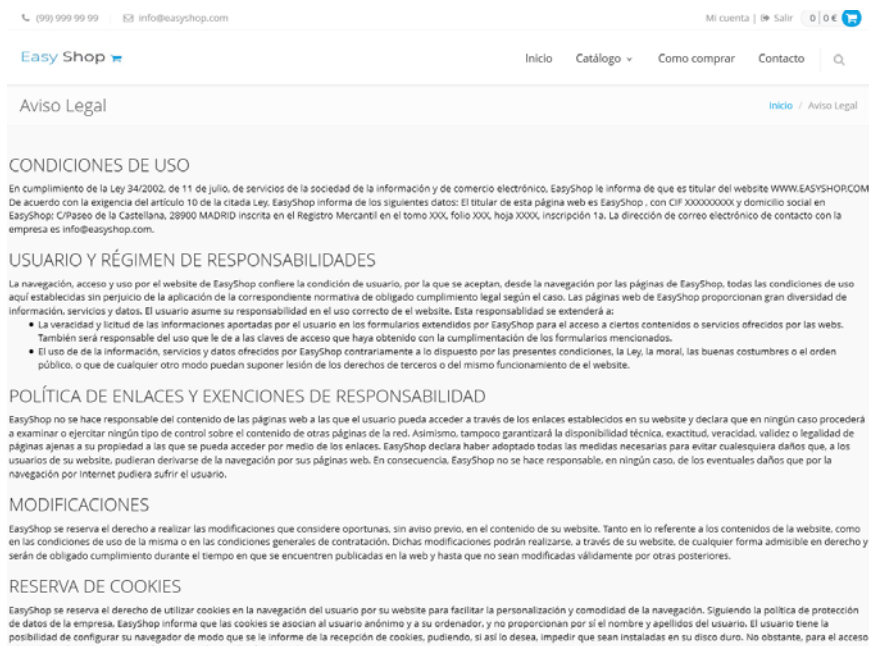 (99) 999 99 99 info@easyshop.com Mi cuenta | Salir 0 | 0 €
Easy Shop Inicio Catálogo Como comprar Contacto
Aviso Legal Inicio / Aviso Legal
CONDICIONES DE USO
En cumplimiento de la Ley 34/2002, de 11 de julio, de servicios de la sociedad de la información y de comercio electrónico, EasyShop le informa de que es titular del website WWW.EASYSHOP.COM
De acuerdo con la exigencia del artículo 10 de la citada Ley, EasyShop informa de los siguientes datos: El titular de esta página web es EasyShop , con CIF XXXXXXXXX y domicilio social en
EasyShop: C/Paseo de la Castellana, 28900 MADRID inscrita en el Registro Mercantil en el tomo XXX, folio XXX, hoja XXXX, inscripción 1a. La dirección de correo electrónico de contacto con la
empresa es info@easyshop.com.
USUARIO Y RÉGIMEN DE RESPONSABILIDADES
La navegación, acceso y uso por el website de EasyShop confiere la condición de usuario, por la que se aceptan, desde la navegación por las páginas de EasyShop, todas las condiciones de uso
aquí establecidas sin perjuicio de la aplicación de la correspondiente normativa de obligado cumplimiento legal según el caso. Las páginas web de EasyShop proporcionan gran diversidad de
información, servicios y datos. El usuario asume su responsabilidad en el uso correcto de el website. Esta responsablidad se extenderá a:
• La veracidad y licitud de las informaciones aportadas por el usuario en los formularios extendidos por EasyShop para el acceso a ciertos contenidos o servicios ofrecidos por las webs.
También será responsable del uso que le de a las claves de acceso que haya obtenido con la cumplimentación de los formularios mencionados.
• El uso de de la información, servicios y datos ofrecidos por EasyShop contrariamente a lo dispuesto por las presentes condiciones, la Ley, la moral, las buenas costumbres o el orden
público, o que de cualquier otro modo puedan suponer lesión de los derechos de terceros o del mismo funcionamiento de el website.
POLÍTICA DE ENLACES Y EXENCIONES DE RESPONSABILIDAD
EasyShop no se hace responsable del contenido de las páginas web a las que el usuario pueda acceder a través de los enlaces establecidos en su website y declara que en ningún caso procederá
a examinar o ejercitar ningún tipo de control sobre el contenido de otras páginas de la red. Asimismo, tampoco garantizará la disponibilidad técnica, exactitud, veracidad, validez o legalidad de
páginas ajenas a su propiedad a las que se pueda acceder por medio de los enlaces. EasyShop declara haber adoptado todas las medidas necesarias para evitar cualesquiera daños que, a los
usuarios de su website, pudieran derivarse de la navegación por sus páginas web. En consecuencia, EasyShop no se hace responsable, en ningún caso, de los eventuales daños que por la
navegación por Internet pudiera sufrir el usuario.
MODIFICACIONES
EasyShop se reserva el derecho a realizar las modificaciones que considere oportunas, sin aviso previo, en el contenido de su website. Tanto en lo referente a los contenidos de la website, como
en las condiciones de uso de la misma o en las condiciones generales de contratación. Dichas modificaciones podrán realizarse, a través de su website, de cualquier forma admisible en derecho y
serán de obligado cumplimiento durante el tiempo en que se encuentren publicadas en la web y hasta que no sean modificadas válidamente por otras posteriores.
RESERVA DE COOKIES
EasyShop se reserva el derecho de utilizar cookies en la navegación del usuario por su website para facilitar la personalización y comodidad de la navegación. Siguiendo la política de protección
de datos de la empresa, EasyShop informa que las cookies se asocian al usuario anónimo y a su ordenador, y no proporcionan por sí el nombre y apellidos del usuario. El usuario tiene la
posibilidad de configurar su navegador de modo que se le informe de la recepción de cookies, pudiendo, si así lo desea, impedir que sean instaladas en su disco duro. No obstante, para el acceso